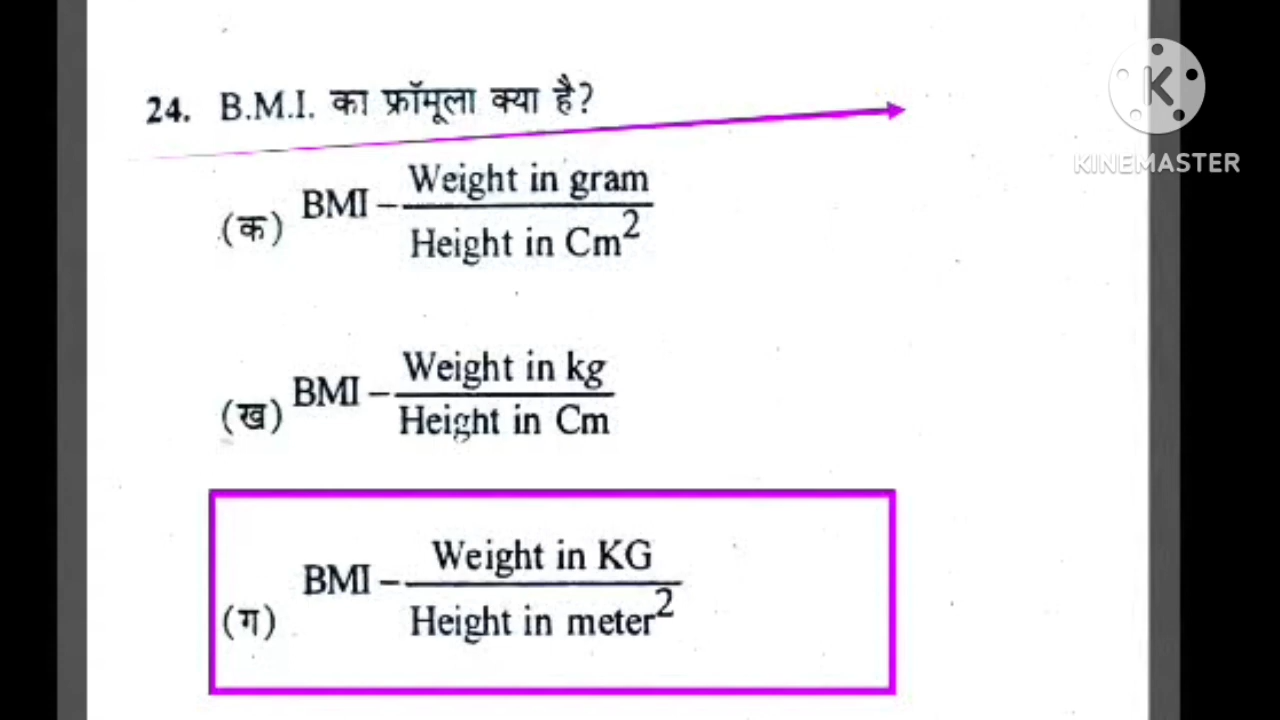 24. B.M.I. का फ्रॉमूला क्या है?
K
KINEMASTER
(क) BMI – Weight in gram
Height in Cm²
(ख) BMI – Weight in kg
Height in Cm
(ग) BMI – Weight in KG
Height in meter²